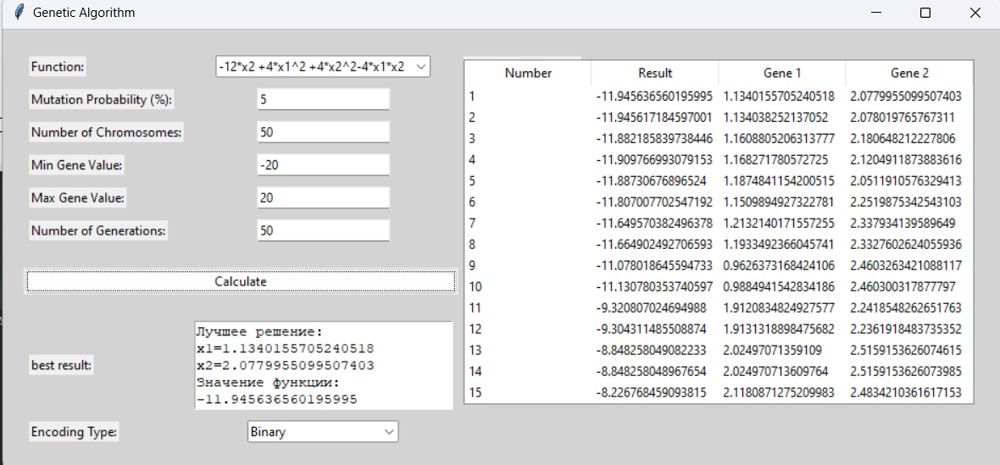 Genetic Algorithm
Function:
-12*x2 +4*x1^2 +4*x2^2-4*x1*x2
Mutation Probability (%):
5
Number of Chromosomes:
50
Min Gene Value:
-20
Max Gene Value:
20
Number of Generations:
50
Calculate
best result:
Лучшее решение:
x1=1.1340155705240518
x2=2.0779955099507403
Значение функции:
-11.945636560195995
Encoding Type:
Binary
Number Result Gene 1 Gene 2
1 -11.945636560195995 1.1340155705240518 2.0779955099507403
2 -11.945617184597001 1.134038252137052 2.078019765767311
3 -11.882185839738446 1.1608805206313777 2.180648212227806
4 -11.909766993079153 1.168271780572725 2.1204911873883616
5 -11.88730676896524 1.1874841154200515 2.0511910576329413
6 -11.807007702547192 1.1509894927322781 2.2519875342543103
7 -11.649570382496378 1.2132140171557255 2.337934139589649
8 -11.664902492706593 1.1933492366045741 2.3327602624055936
9 -11.078018645594733 0.9626373168424106 2.4603263421088117
10 -11.130780353740597 0.9884941542834186 2.460300317877797
11 -9.320807024694988 1.9120834824927577 2.2418548262651763
12 -9.304311485508874 1.9131318898475682 2.2361918483735352
13 -8.848258049082233 2.02497071359109 2.5159153626074615
14 -8.848258048967654 2.024970713609764 2.5159153626073985
15 -8.226768459093815 2.1180871275209983 2.4834210361617153